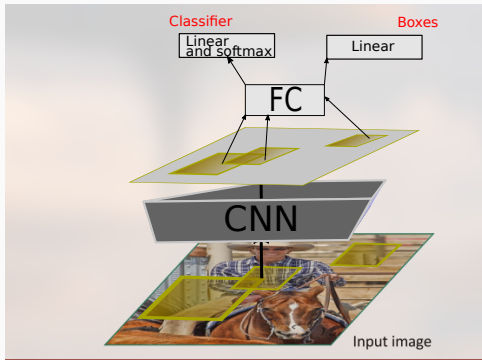 Classifier
Boxes
Linear
and softmax
Linear
FC
CNN
Input image